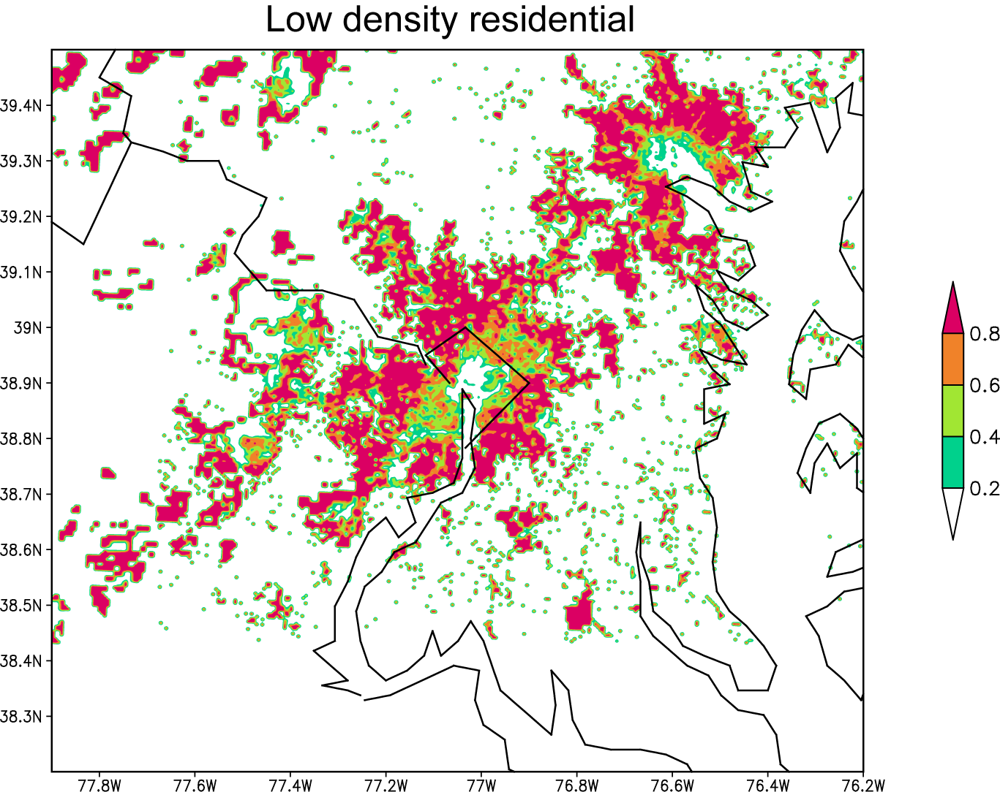 Low density residential
39.4N
39.3N
39.2N
39.1N
39N
38.9N
38.8N
38.7N
38.6N
38.5N
38.4N
38.3N
77.8W
77.6W
77.4W
77.2W
77W
76.8W
76.6W
76.4W
76.2W
0.8
0.6
0.4
0.2